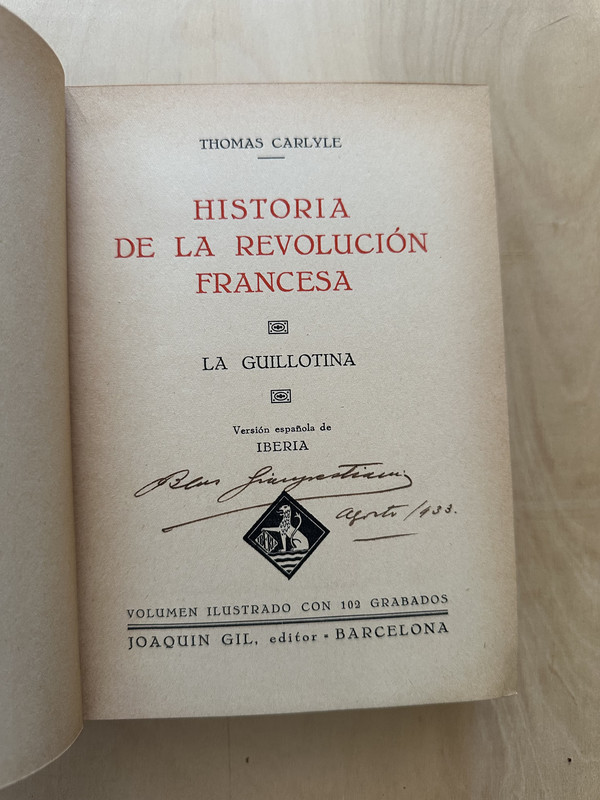 THOMAS CARLYLE
HISTORIA
DE LA REVOLUCIÓN
FRANCESA
LA GUILLOTINA
Versión española de
IBERIA
Agosto/933.
VOLUMEN ILUSTRADO CON 102 GRABADOS
JOAQUIN GIL, editor - BARCELONA